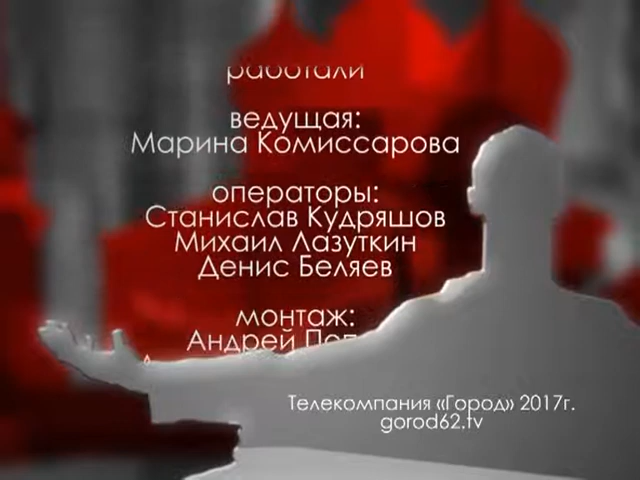 работали
ведущая:
Марина Комиссарова
операторы:
Станислав Кудряшов
Михаил Лазуткин
Денис Беляев
монтаж:
Андрей
Телекомпания «Город» 2017г.
gorod62.tv